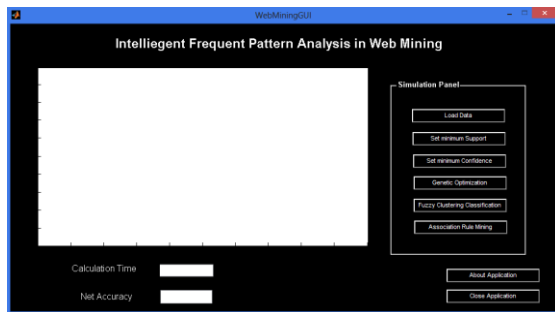 WebMiningGUI
Intelliegent Frequent Pattern Analysis in Web Mining
Simulation Panel
Load Data
Set minimum Support
Set minimum Confidence
Genetic Optimization
Fuzzy Clustering Classification
Association Rule Mining
Calculation Time
Net Accuracy
About Application
Close Application